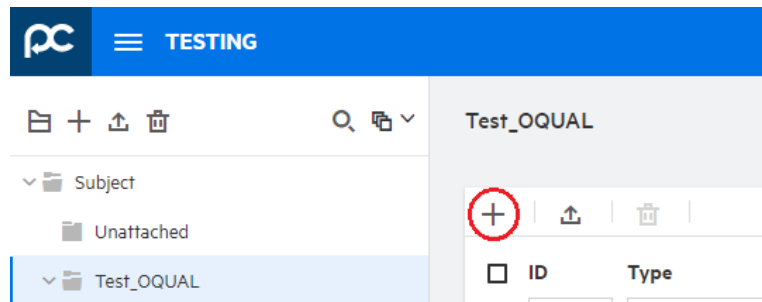 pc TESTING
Test_OQUAL
Subject
Unattached
Test_OQUAL
ID Type